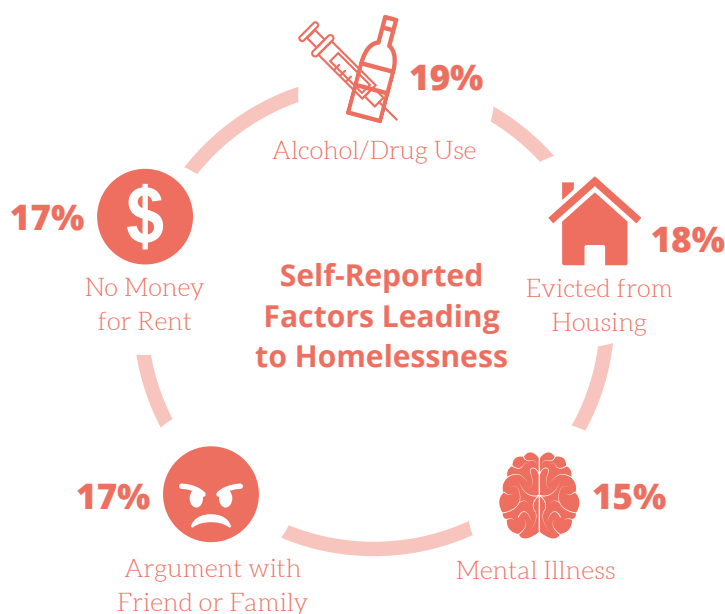 19%
Alcohol/Drug Use
18%
Evicted from
Housing
15%
Mental Illness
17%
Argument with
Friend or Family
17%
$
No Money
for Rent
Self-Reported
Factors Leading
to Homelessness